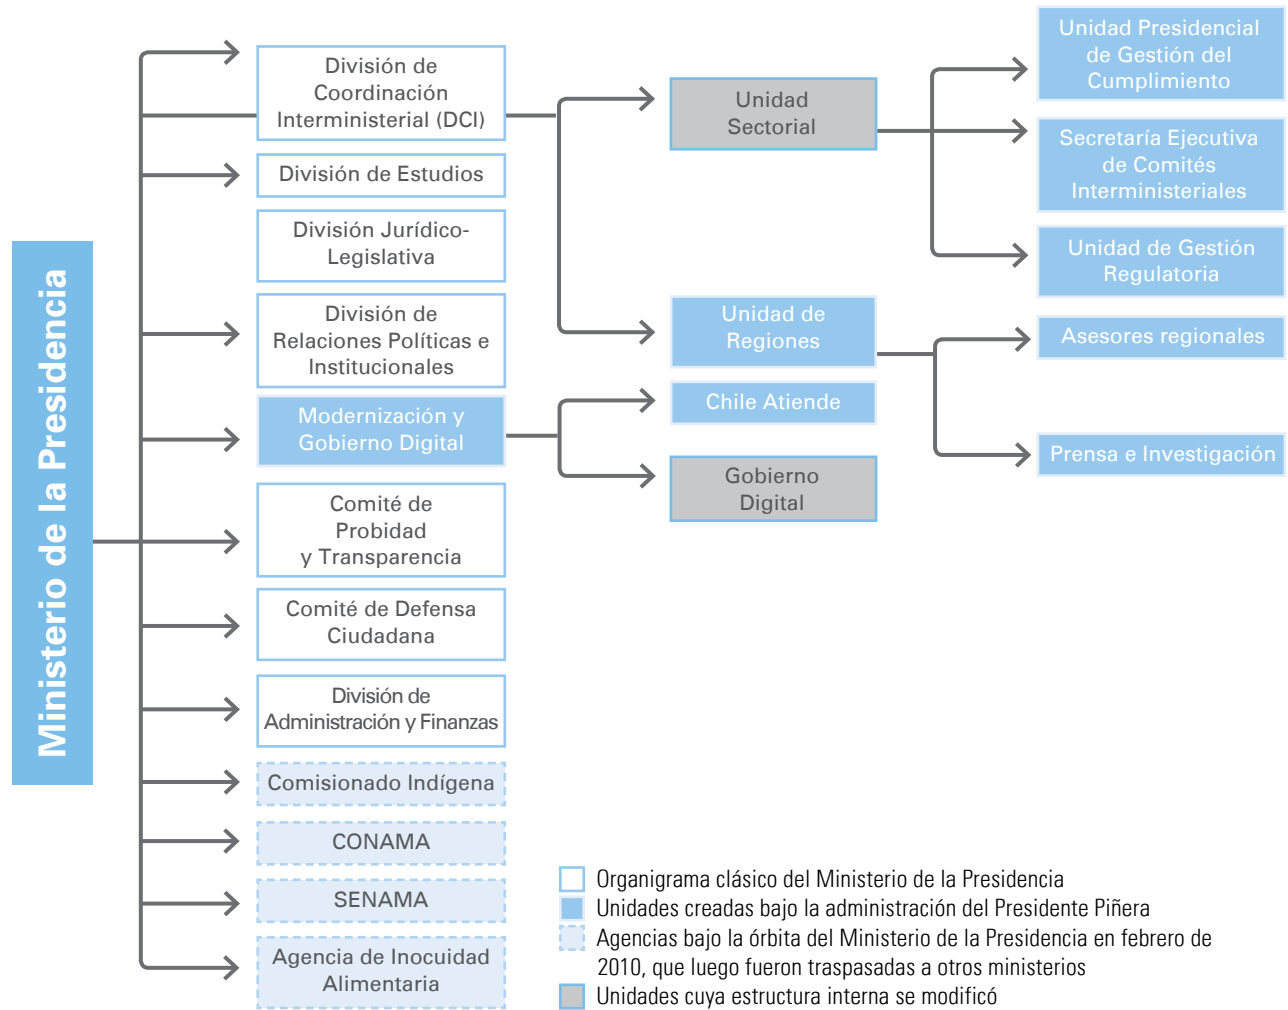 Ministerio de la Presidencia
División de
Coordinación
Interministerial (DCI)
División de Estudios
División Jurídico-
Legislativa
División de
Relaciones Políticas e
Institucionales
Modernización y
Gobierno Digital
Comité de
Probidad
y Transparencia
Comité de Defensa
Ciudadana
División de
Administración y Finanzas
Comisionado Indígena
CONAMA
SENAMA
Agencia de Inocuidad
Alimentaria
Unidad
Sectorial
Unidad de
Regiones
Chile Atiende
Gobierno
Digital
Unidad Presidencial
de Gestión del
Cumplimiento
Secretaría Ejecutiva
de Comités
Interministeriales
Unidad de Gestión
Regulatoria
Asesores regionales
Prensa e Investigación
Organigrama clásico del Ministerio de la Presidencia
Unidades creadas bajo la administración del Presidente Piñera
Agencias bajo la órbita del Ministerio de la Presidencia en febrero de
2010, que luego fueron traspasadas a otros ministerios
Unidades cuya estructura interna se modificó